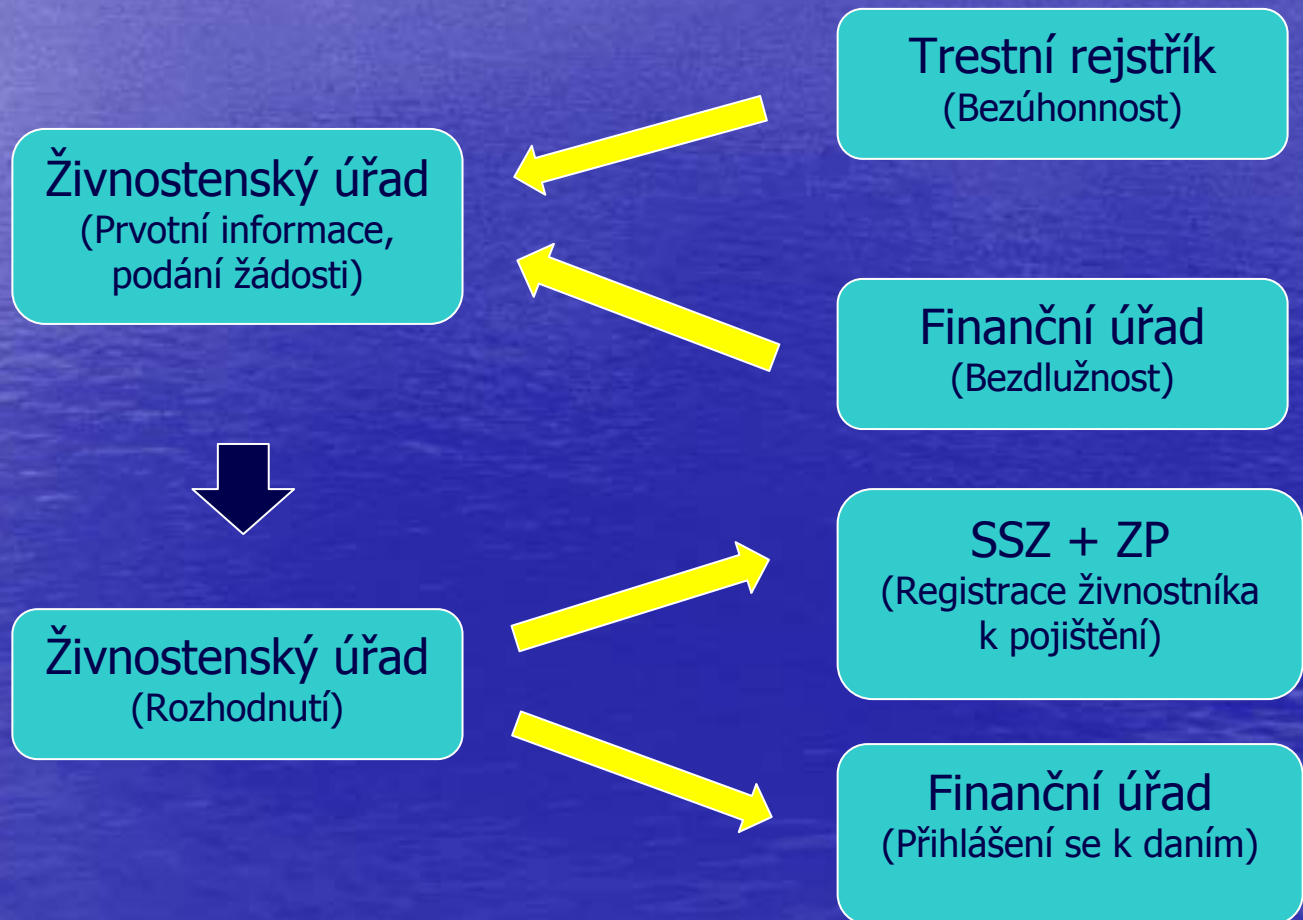 Trestní rejstřík
(Bezúhonnost)
Živnostenský úřad
(Prvotní informace,
podání žádosti)
Finanční úřad
(Bezdlužnost)
SSZ + ZP
(Registrace živnostníka
k pojištění)
Živnostenský úřad
(Rozhodnutí)
Finanční úřad
(Přihlášení se k daním)